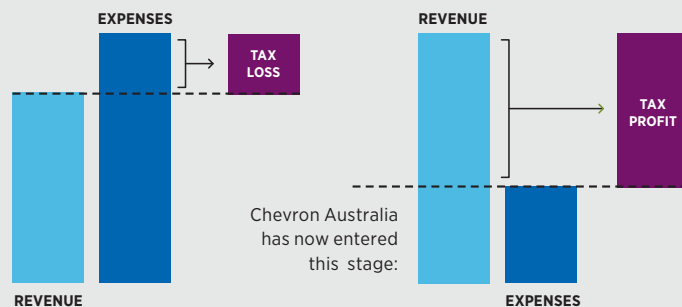 EXPENSES
TAX
LOSS
REVENUE
REVENUE
TAX
PROFIT
Chevron Australia
has now entered
this stage:
EXPENSES